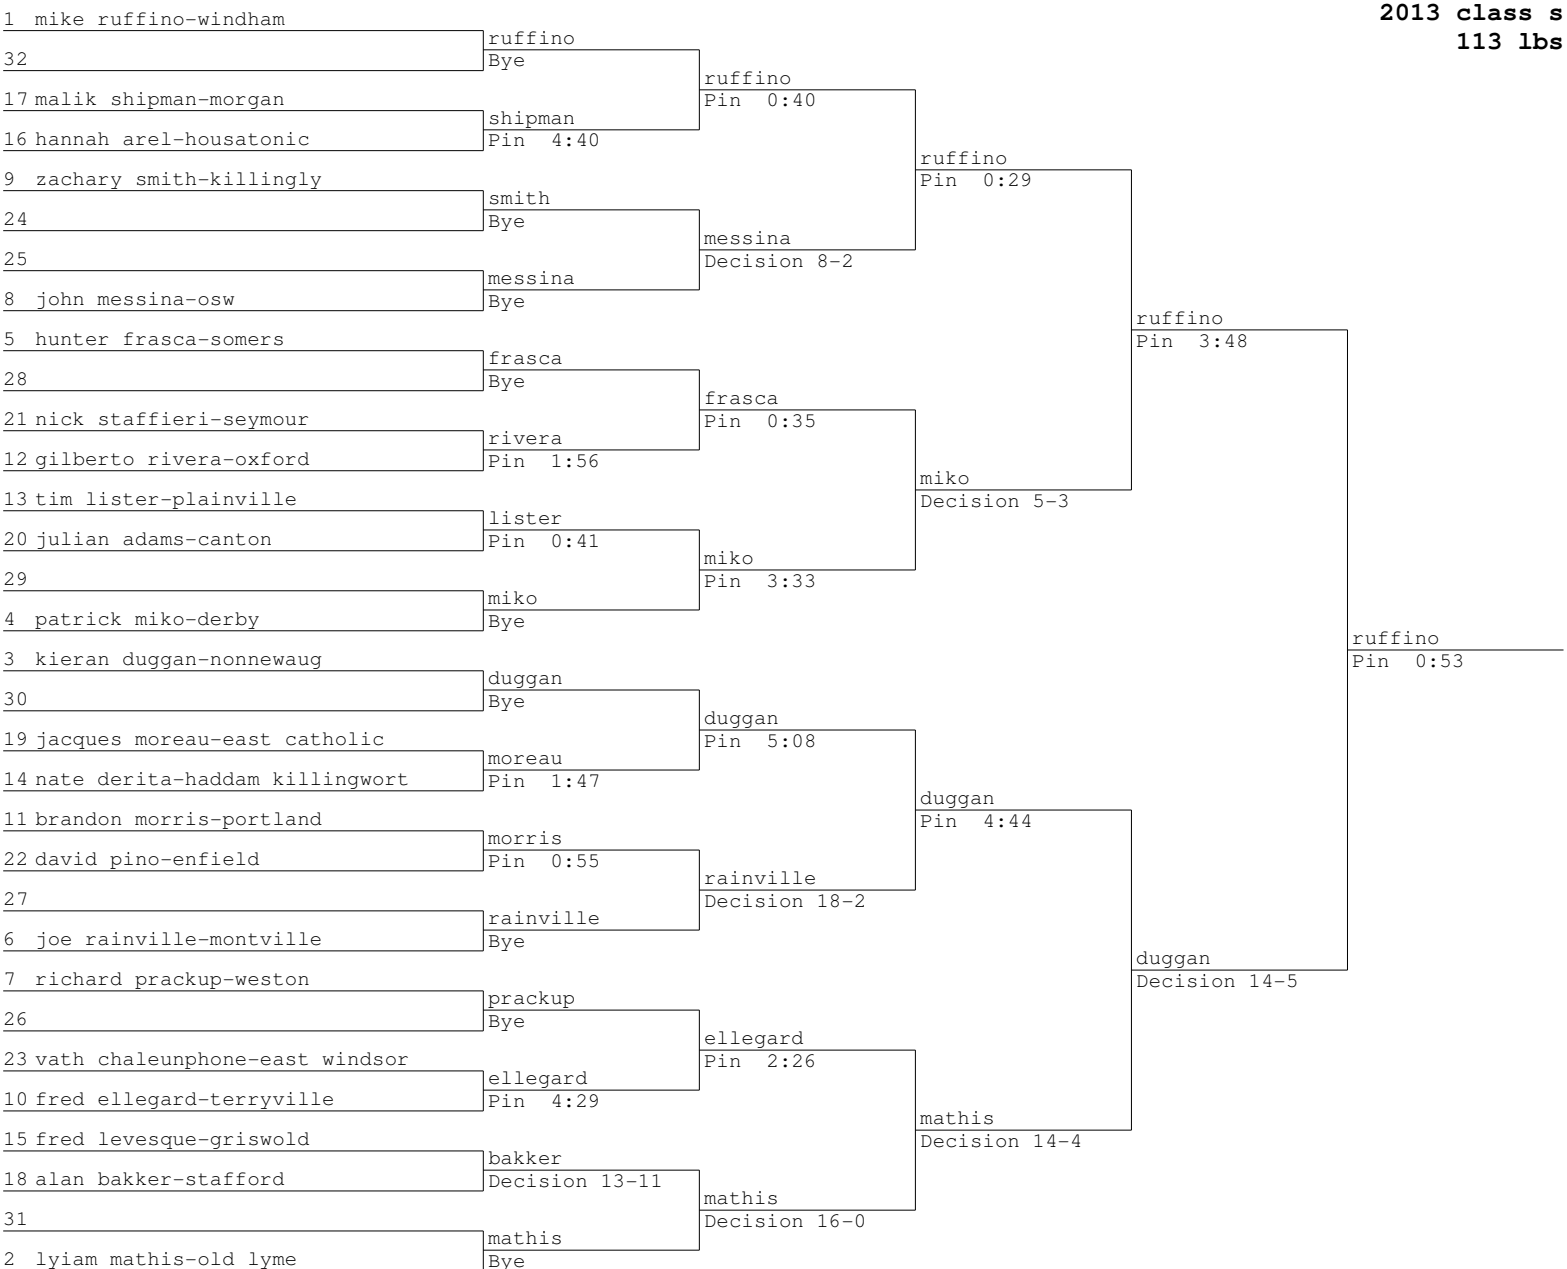 2013 class s
113 lbs
1 mike ruffino-windham
32
17 malik shipman-morgan
16 hannah arel-housatonic
9 zachary smith-killingly
24
25
8 john messina-osw
5 hunter frasca-somers
28
21 nick staffieri-seymour
12 gilberto rivera-oxford
13 tim lister-plainville
20 julian adams-canton
29
4 patrick miko-derby
3 kieran duggan-nonnewaug
30
19 jacques moreau-east catholic
14 nate derita-haddam killingwort
11 brandon morris-portland
22 david pino-enfield
27
6 joe rainville-montville
7 richard prackup-weston
26
23 vath chaleunphone-east windsor
10 fred ellegard-terryville
15 fred levesque-griswold
18 alan bakker-stafford
31
2 lyiam mathis-old lyme
ruffino
Bye
shipman
Pin 4:40
smith
Bye
messina
Bye
frasca
Bye
rivera
Pin 1:56
lister
Pin 0:41
miko
Bye
duggan
Bye
moreau
Pin 1:47
morris
Pin 0:55
rainville
Bye
prackup
Bye
ellegard
Pin 4:29
bakker
Decision 13-11
mathis
Bye
ruffino
Pin 0:40
messina
Decision 8-2
frasca
Pin 0:35
miko
Pin 3:33
duggan
Pin 5:08
rainville
Decision 18-2
ellegard
Pin 2:26
mathis
Decision 16-0
ruffino
Pin 0:29
miko
Decision 5-3
duggan
Pin 4:44
mathis
Decision 14-4
ruffino
Pin 3:48
duggan
Decision 14-5
ruffino
Pin 0:53